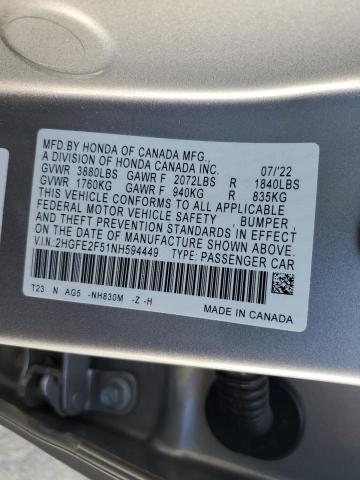 MFD.BY HONDA OF CANADA MFG.,
A DIVISION OF HONDA CANADA INC. 07/'22
GVWR 3880LBS GAWR F 2072LBS R 1840LBS
GVWR 1760KG GAWR F 940KG R 835KG
THIS VEHICLE CONFORMS TO ALL APPLICABLE
FEDERAL MOTOR VEHICLE SAFETY, BUMPER,
AND THEFT PREVENTION STANDARDS IN EFFECT
ON THE DATE OF MANUFACTURE SHOWN ABOVE.
V.I.N.:2HGFE2F51NH594449 TYPE: PASSENGER CAR
T23 N AG5 -NH830M -Z -H
MADE IN CANADA